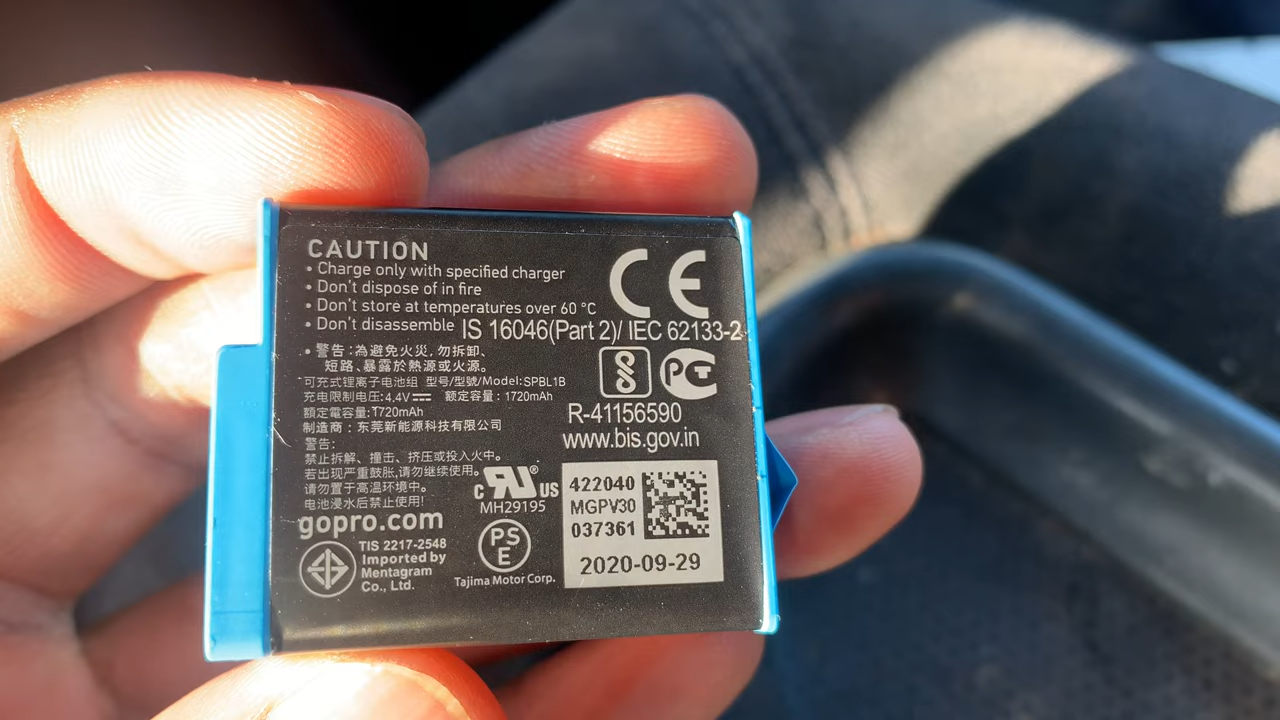 CAUTION
• Charge only with specified charger
• Don't dispose of in fire
• Don't store at temperatures over 60 °C
• Don't disassemble
CE
IS 16046(Part 2)/ IEC 62133-2
• 警告：為避免火災，勿拆卸、
短路、暴露於熱源或火源。
可充式锂离子电池组 型号/型號/Model:SPBL1B
充电限制电压:4.4V 额定容量：1720mAh
額定電容量:1720mAh
制造商：东莞新能源科技有限公司
R-41156590
www.bis.gov.in
警告:
禁止拆解、撞击、挤压或投入火中。
若出现严重鼓胀,请勿继续使用。
请勿置于高温环境中。
电池浸水后禁止使用!
c RU® US
MH29195
gopro.com
TIS 2217-2548
Imported by
Mentagram
Co., Ltd.
PS
E
Tajima Motor Corp.
422040
MGPV30
037361
2020-09-29